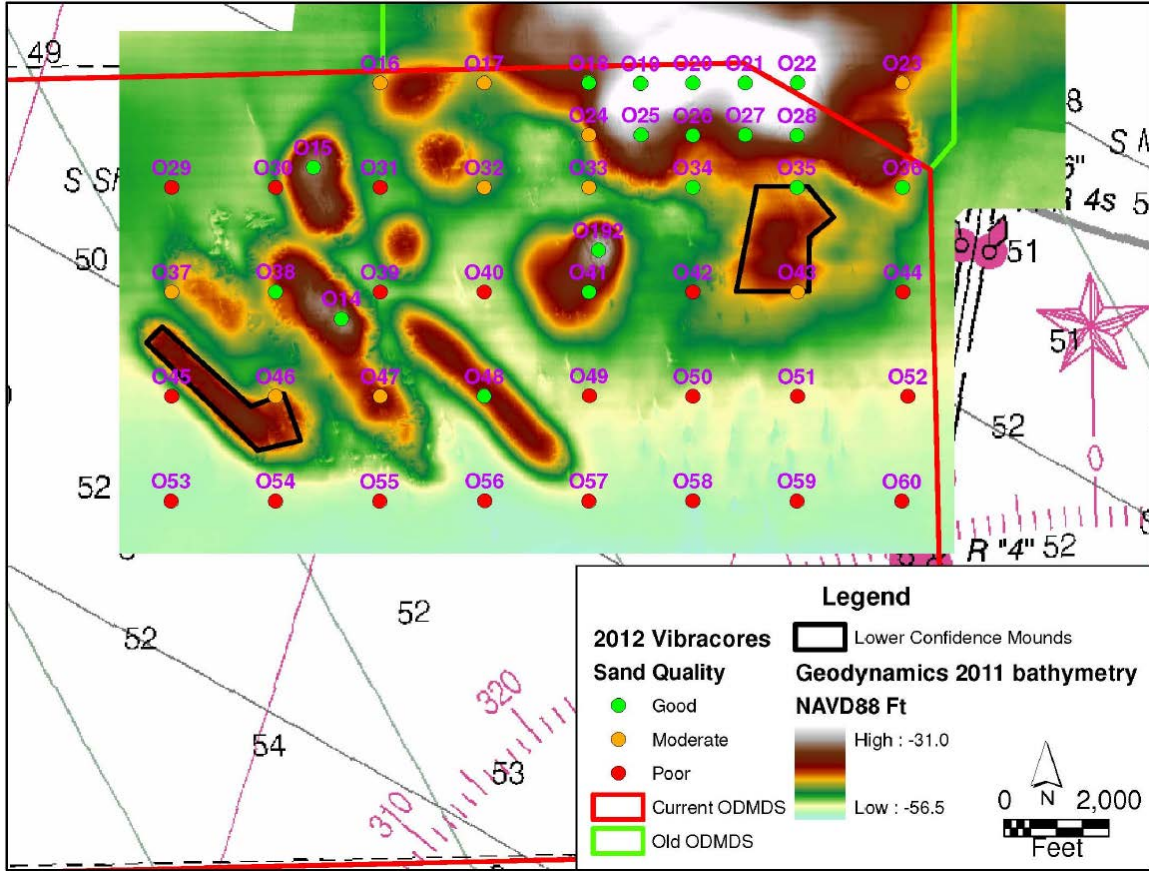 49
O16 O17 O18 O19 O20 O21 O22 O23
O24 O25 O26 O27 O28
8
S M
O15
O29 O30 O31 O32 O33 O34 O35 O36
S
6"
R 4s 5
50
O192
51
O37 O38 O39 O40 O41 O42 O43 O44
O14
51
O45 O46 O47 O48 O49 O50 O51 O52
52
52
O53 O54 O55 O56 O57 O58 O59 O60
0
R "4" 52
52
52
54
53
320
310
Legend
2012 Vibracores
Sand Quality
Good
Moderate
Poor
Current ODMDS
Old ODMDS
Lower Confidence Mounds
Geodynamics 2011 bathymetry
NAVD88 Ft
High : -31.0
Low : -56.5
N
0 2,000
Feet